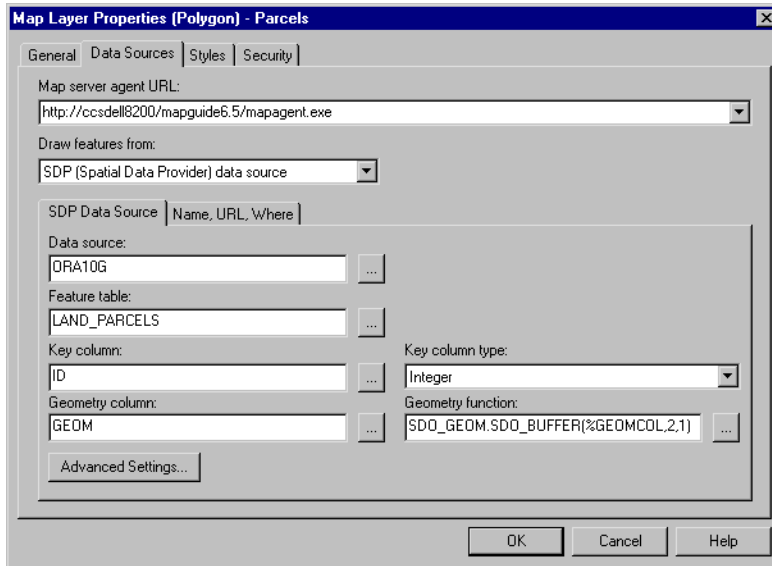 Map Layer Properties (Polygon) - Parcels
General Data Sources Styles Security
Map server agent URL:
http://ccsdell8200/mapguide6.5/mapagent.exe
Draw features from:
SDP (Spatial Data Provider) data source
SDP Data Source Name, URL, Where
Data source:
ORA10G ...
Feature table:
LAND_PARCELS ...
Key column: Key column type:
ID ... Integer
Geometry column: Geometry function:
GEOM ... SDO_GEOM.SDO_BUFFER(%GEOMCOL,2,1) ...
Advanced Settings...
OK Cancel Help